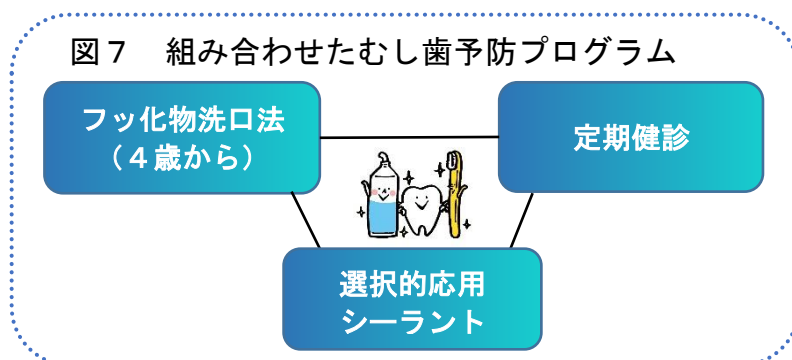 図７　組み合わせたむし歯予防プログラム
フッ化物洗口法
（４歳から）
定期健診
選択的応用
シーラント